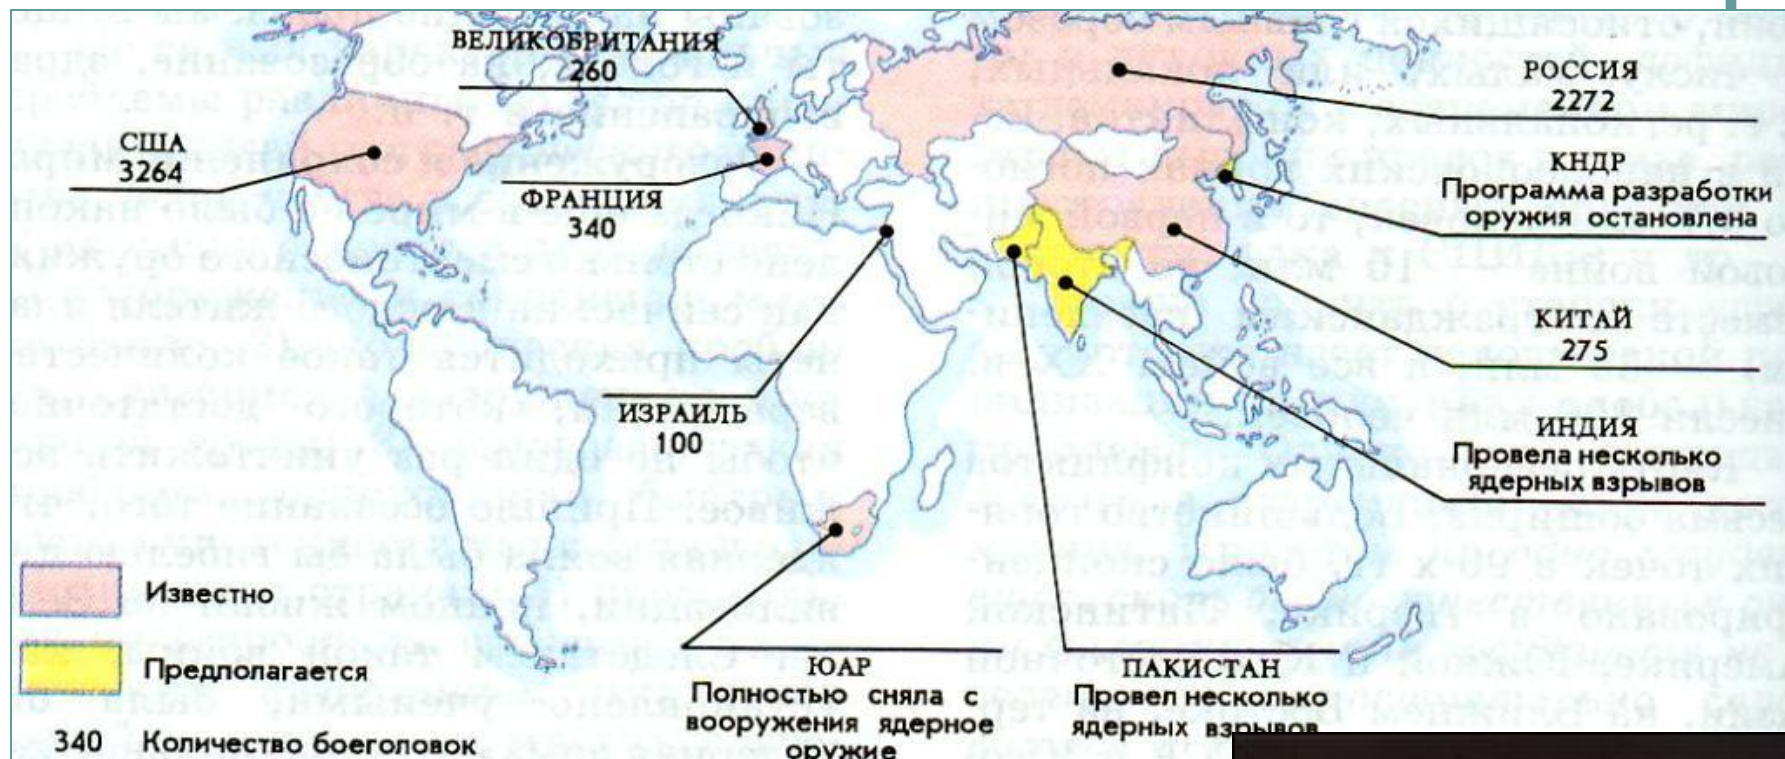 ВЕЛИКОБРИТАНИЯ
260
РОССИЯ
2272
США
3264
КНДР
Программа разработки
оружия остановлена
ФРАНЦИЯ
340
КИТАЙ
275
ИЗРАИЛЬ
100
ИНДИЯ
Провела несколько
ядерных взрывов
ЮАР
Полностью сняла с
вооружения ядерное
оружие
ПАКИСТАН
Провел несколько
ядерных взрывов
Известно
Предполагается
340 Количество боеголовок